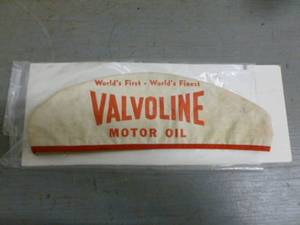 World's First - World's Finest
VALVOLINE
MOTOR OIL